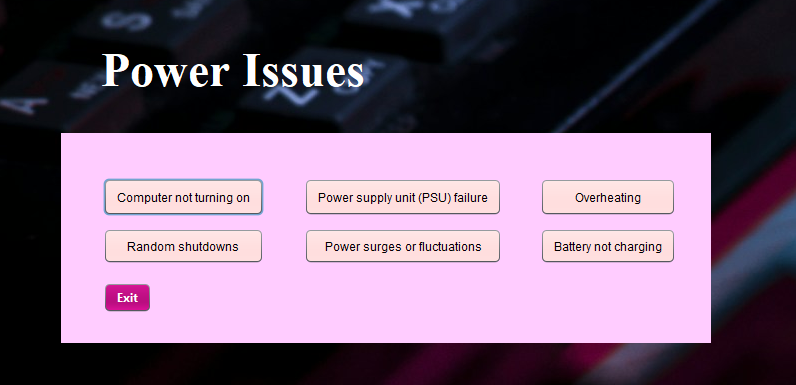 Power Issues
Computer not turning on
Power supply unit (PSU) failure
Overheating
Random shutdowns
Power surges or fluctuations
Battery not charging
Exit